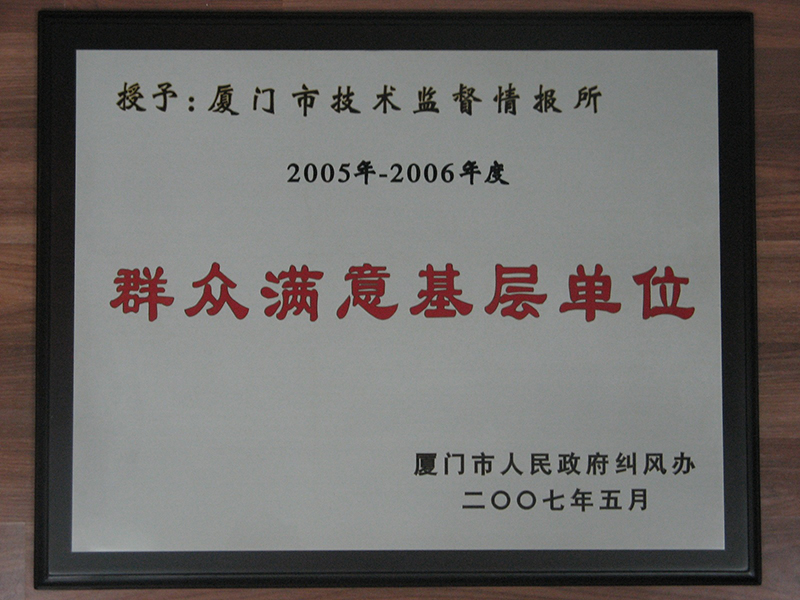 授予：厦门市技术监督情报所
2005年-2006年度
群众满意基层单位
厦门市人民政府纠风办
二〇〇七年五月